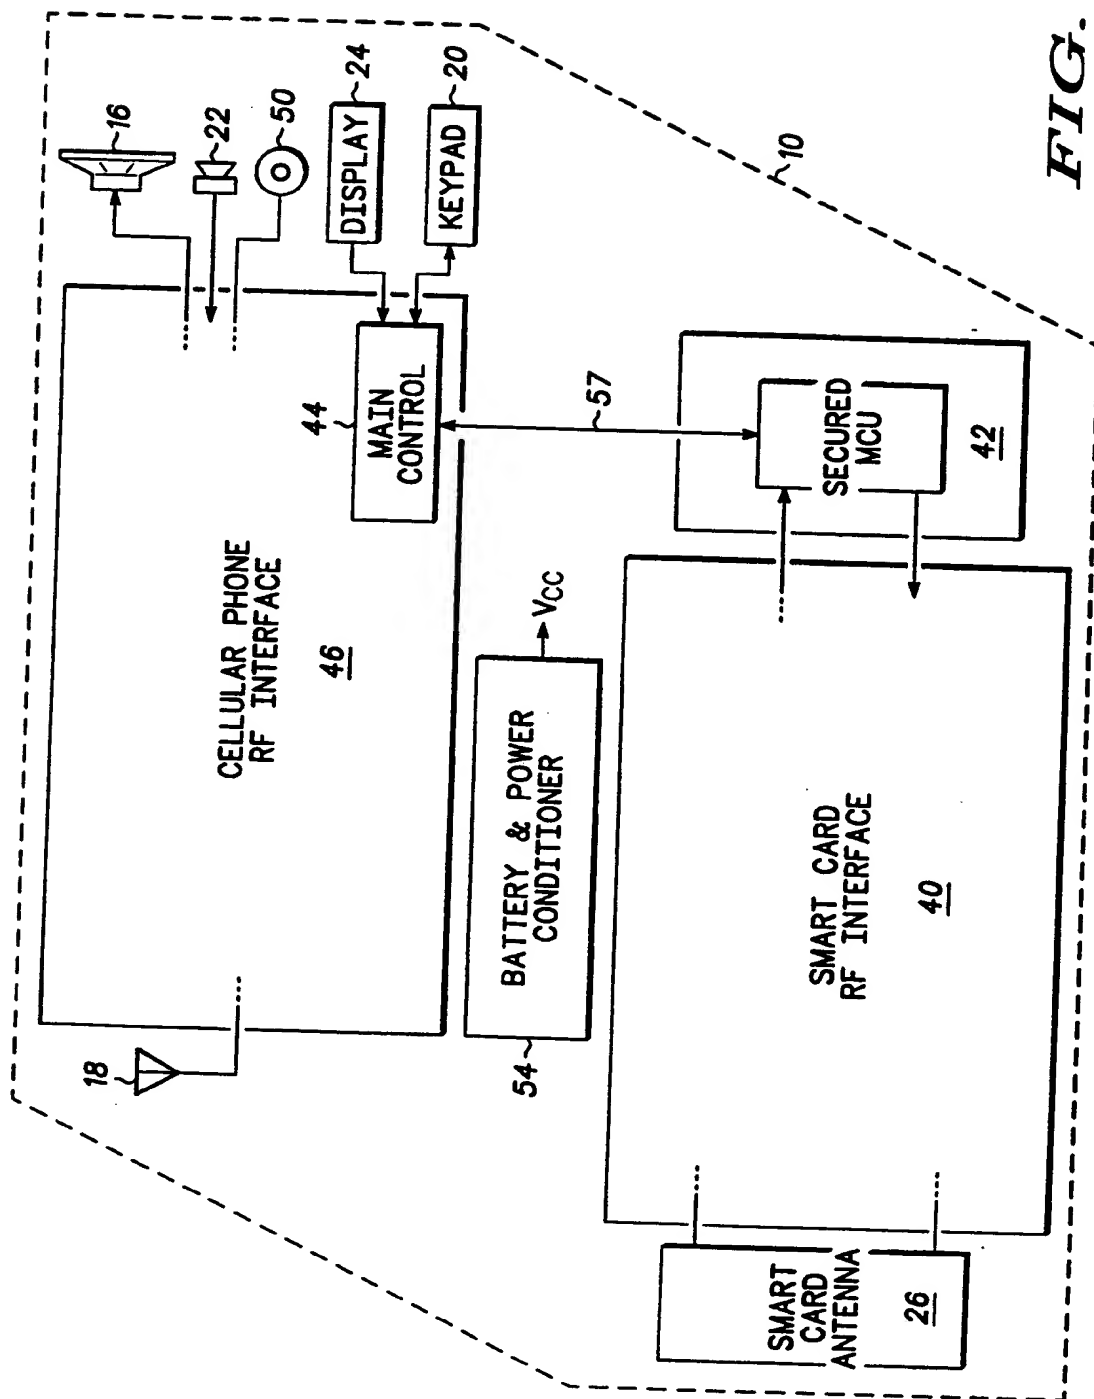 16
22
50
DISPLAY
24
KEYPAD
20
44
MAIN
CONTROL
CELLULAR PHONE
RF INTERFACE
46
18
10
57
BATTERY & POWER
CONDITIONER
VCC
54
SECURED
MCU
42
SMART CARD
RF INTERFACE
40
SMART
CARD
ANTENNA
26
FIG.